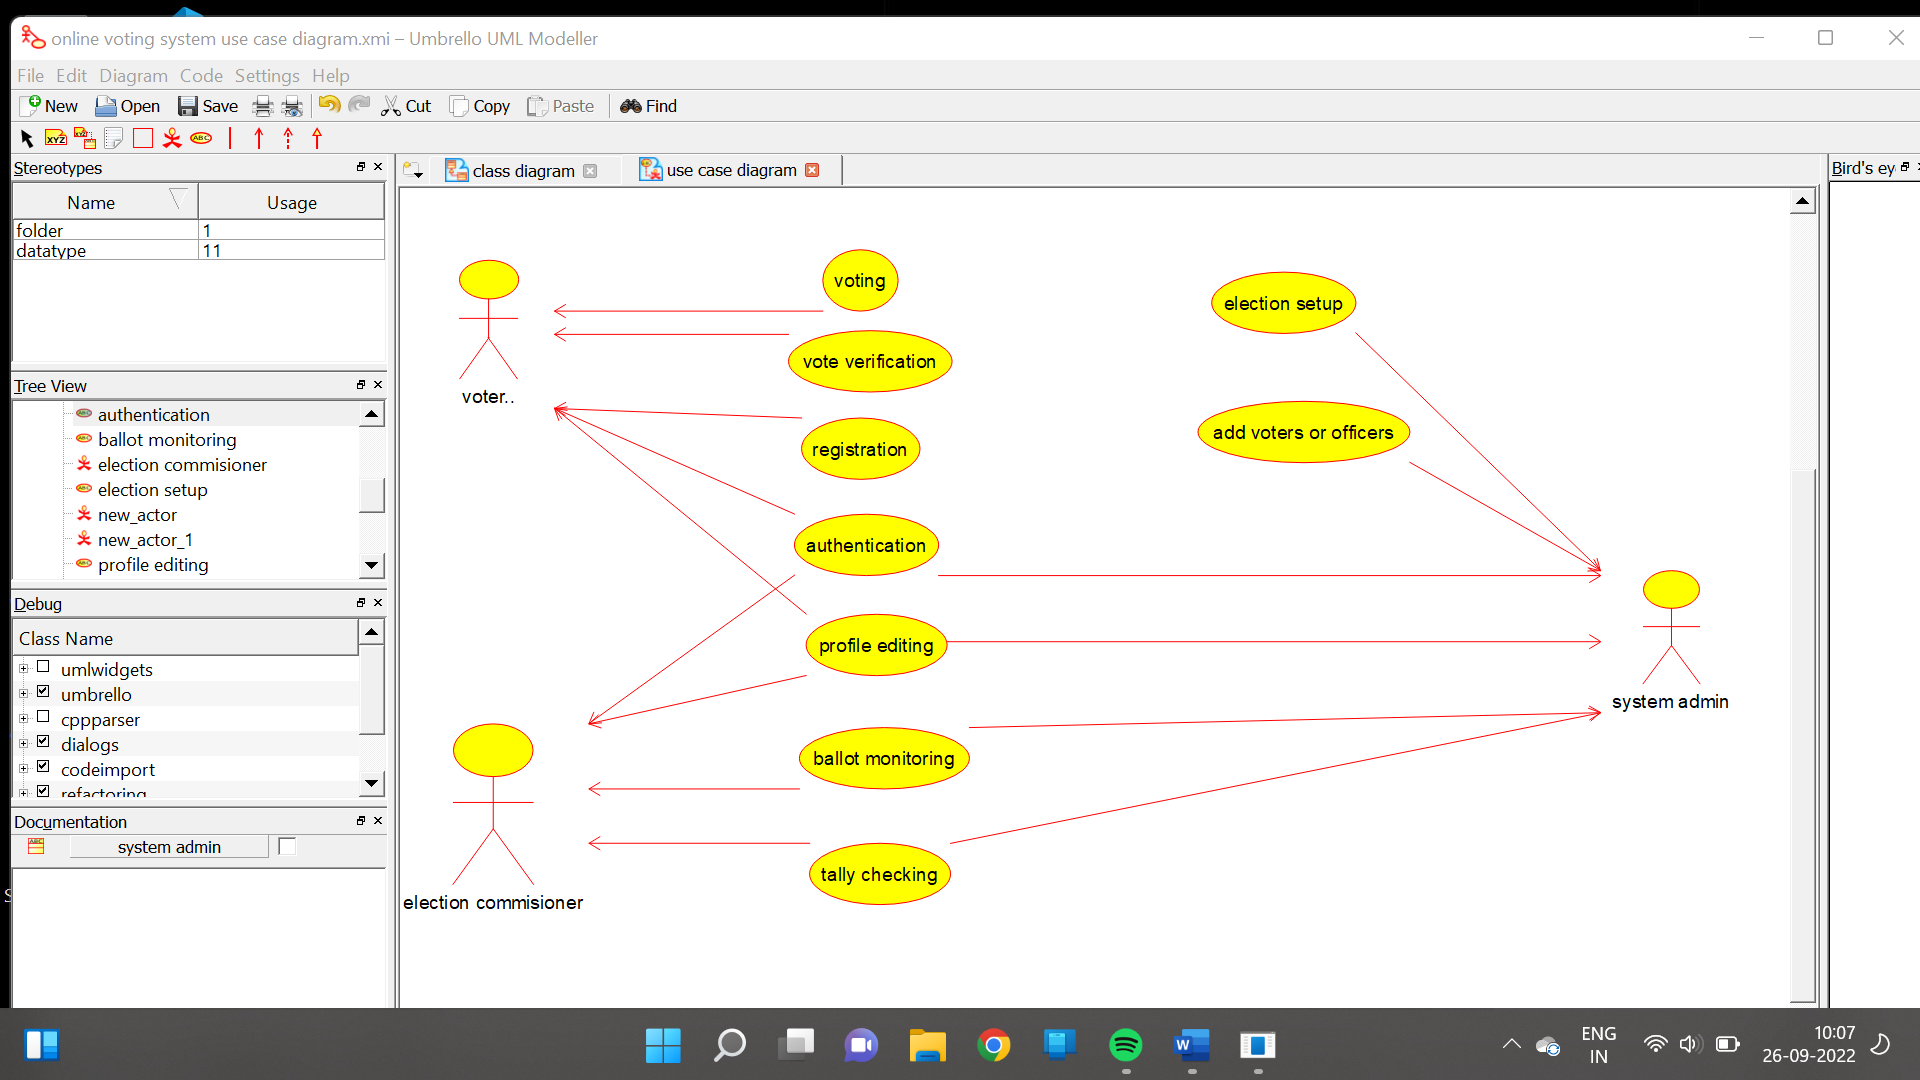 online voting system use case diagram.xmi – Umbrello UML Modeller
File Edit Diagram Code Settings Help
New Open Save Cut Copy Paste Find
XYZ XYZ ABC
Stereotypes
Name Usage
folder 1
datatype 11
Tree View
authentication
ballot monitoring
election commisioner
election setup
new_actor
new_actor_1
profile editing
Debug
Class Name
umlwidgets
umbrello
cppparser
dialogs
codeimport
refactoring
Documentation
system admin
class diagram
use case diagram
Bird's ey
voting
election setup
vote verification
voter..
add voters or officers
registration
authentication
profile editing
system admin
ballot monitoring
tally checking
election commisioner
ENG
IN
10:07
26-09-2022